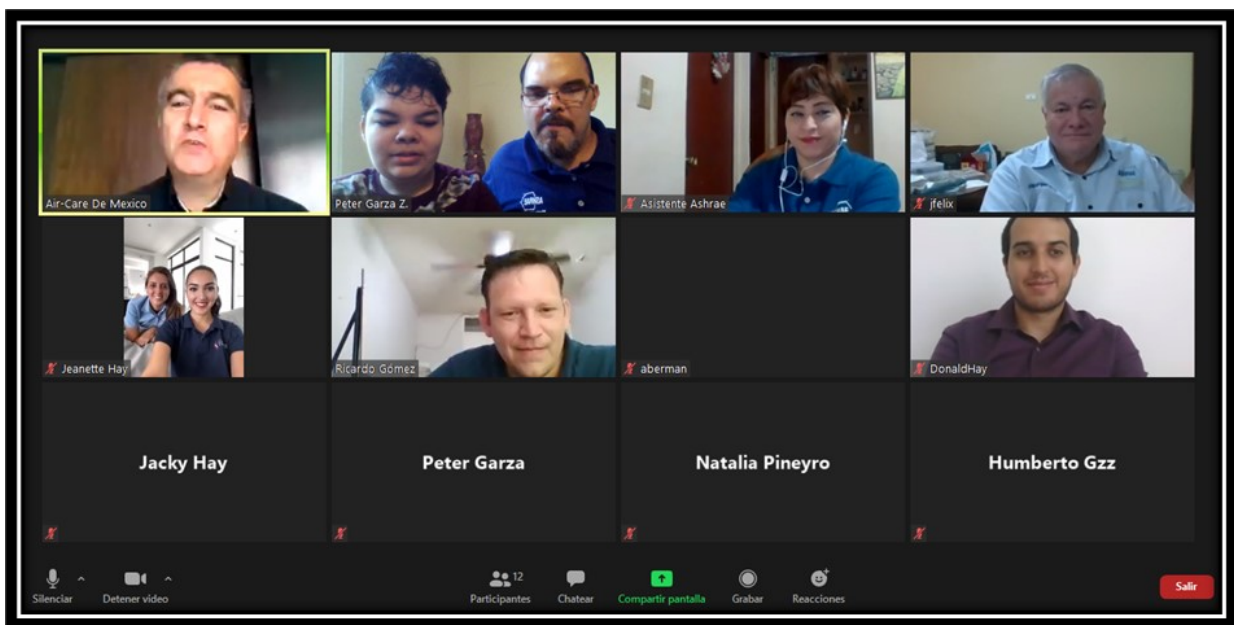 Air-Care De Mexico
Peter Garza Z.
Asistente Ashrae
jfelix
Jeanette Hay
Ricardo Gómez
aberman
DonaldHay
Jacky Hay
Peter Garza
Natalia Pineyro
Humberto Gzz
Silenciar
Detener video
12
Participantes
Chatear
Compartir pantalla
Grabar
Reacciones
Salir